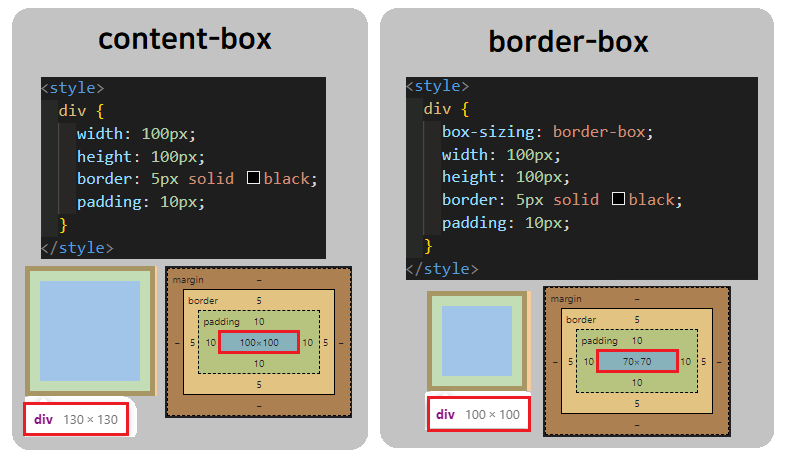 content-box
<style>
div {
width: 100px;
height: 100px;
border: 5px solid black;
padding: 10px;
}
</style>
margin –
border 5
padding 10
– 5 10 100×100 10 5 –
10
5
–
div 130 × 130
border-box
<style>
div {
box-sizing: border-box;
width: 100px;
height: 100px;
border: 5px solid black;
padding: 10px;
}
</style>
margin –
border 5
padding 10
– 5 10 70×70 10 5 –
10
5
–
div 100 × 100